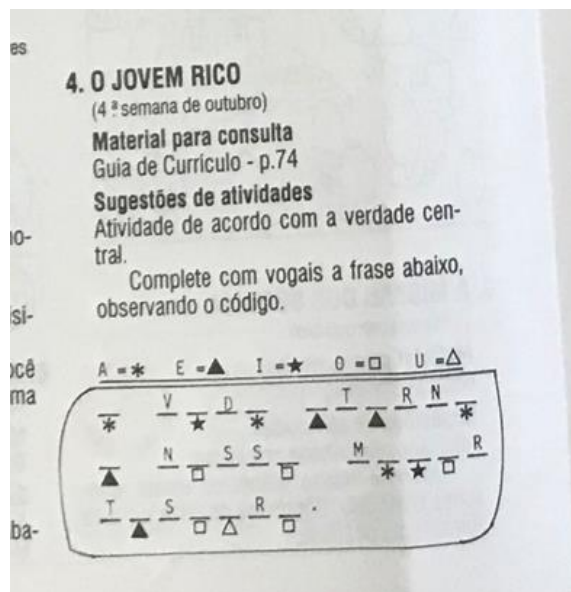 es
4. O JOVEM RICO
(4ª semana de outubro)
Material para consulta
Guia de Currículo - p.74
Sugestões de atividades
Atividade de acordo com a verdade cen-
tral.
Complete com vogais a frase abaixo,
observando o código.
no-
si-
ocê
ma
ba-
A = * E = ▲ I = ★ O = □ U = △
* V ★ D * ▲ T ▲ R N *
▲ N □ S S □ M * ★ □ R
T ▲ S □ △ R □ .